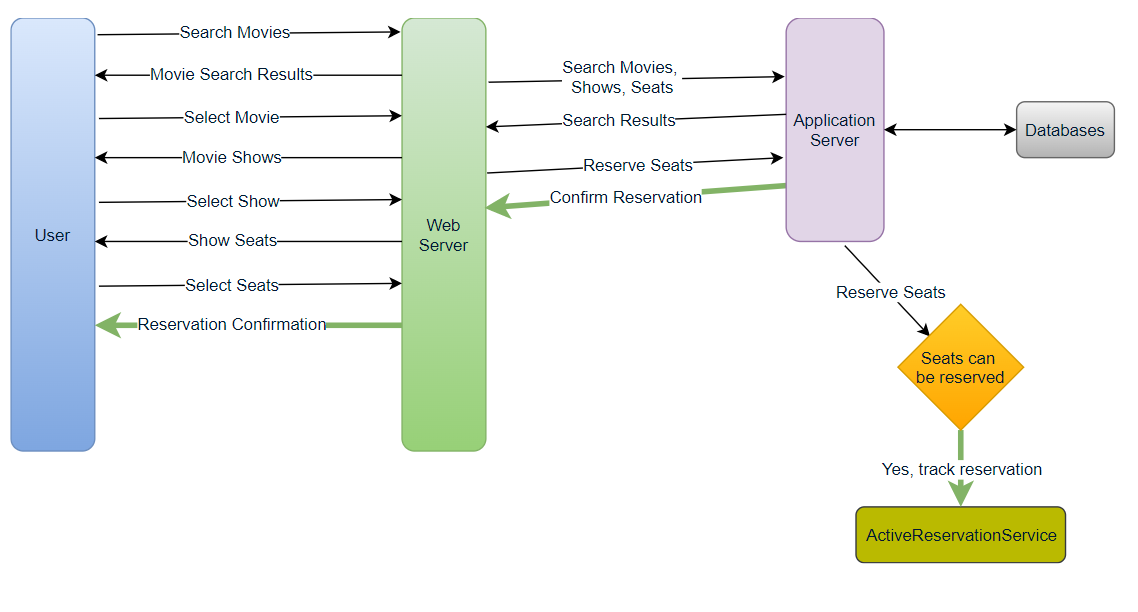 Search Movies
Movie Search Results
Select Movie
Movie Shows
Select Show
Show Seats
Select Seats
Reservation Confirmation
User
Web
Server
Search Movies,
Shows, Seats
Search Results
Reserve Seats
Confirm Reservation
Application
Server
Databases
Reserve Seats
Seats can
be reserved
Yes, track reservation
ActiveReservationService